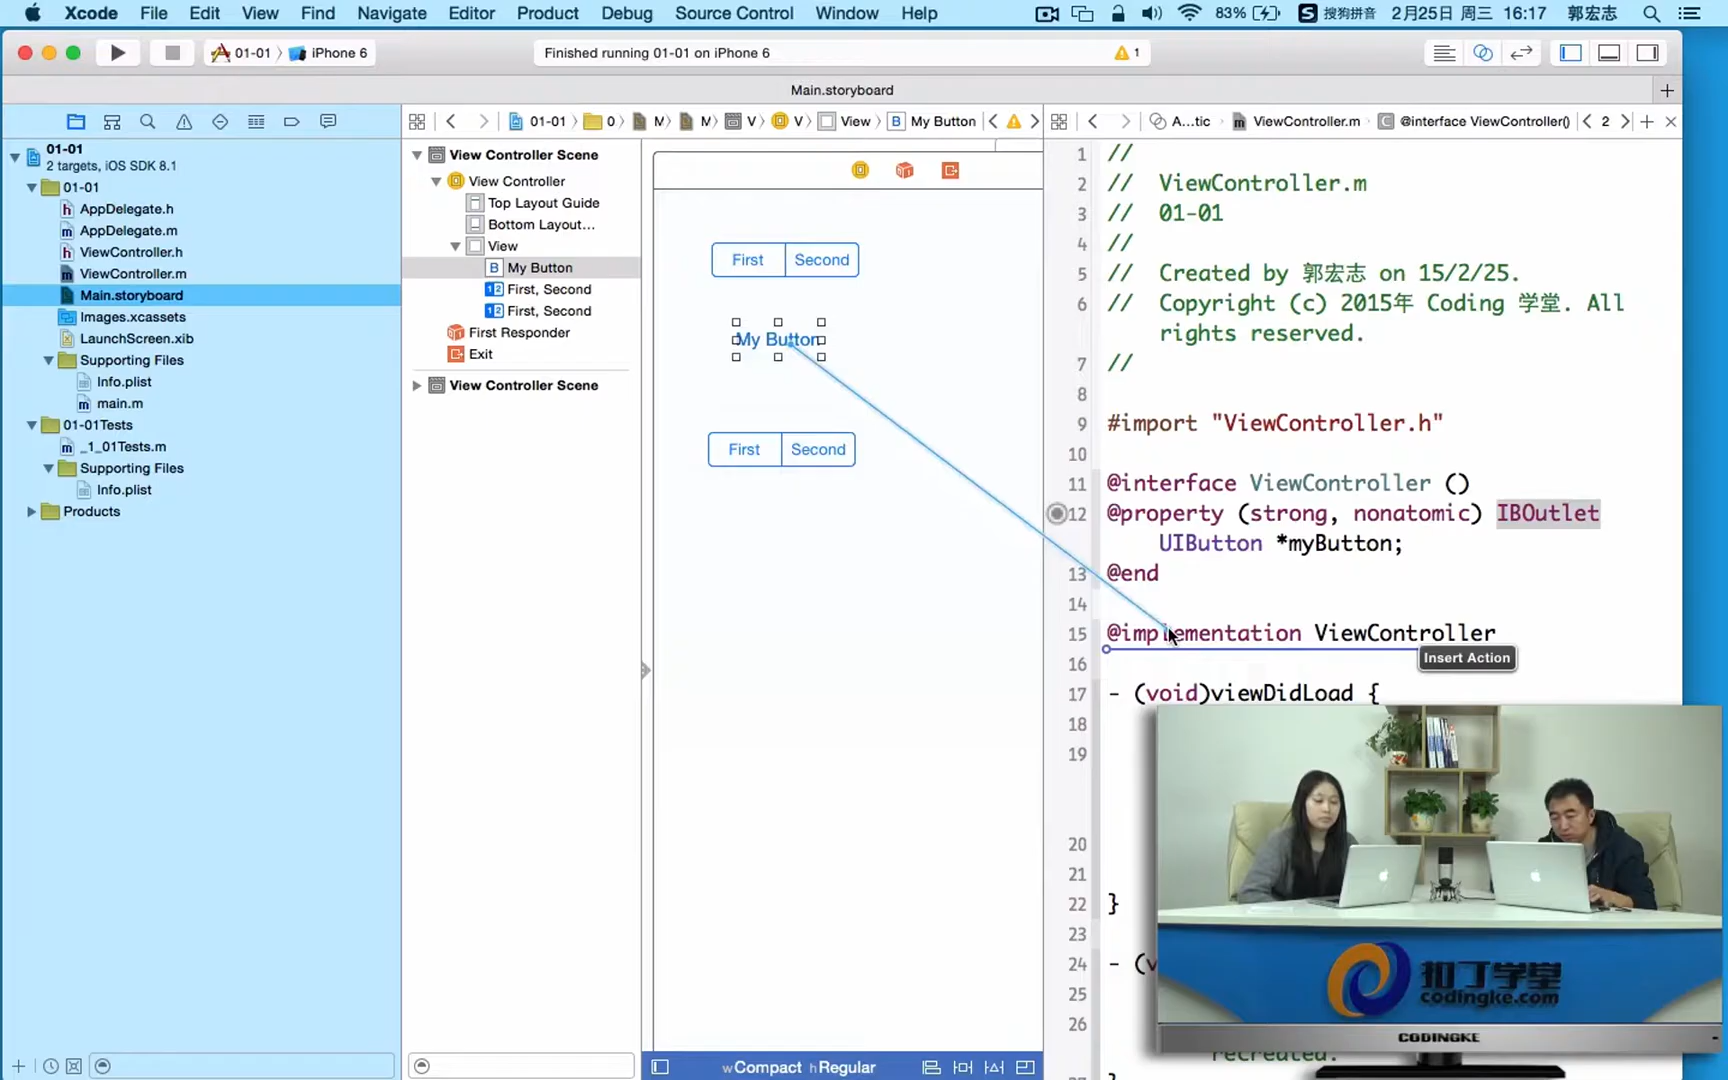 Xcode File Edit View Find Navigate Editor Product Debug Source Control Window Help 83% S 搜狗拼音 2月25日 周三 16:17 郭宏志
01-01 iPhone 6 Finished running 01-01 on iPhone 6 1
Main.storyboard
01-01 0 M M V V View B My Button A...tic ViewController.m C @interface ViewController() 2
01-01
2 targets, iOS SDK 8.1
01-01
h AppDelegate.h
m AppDelegate.m
h ViewController.h
m ViewController.m
Main.storyboard
Images.xcassets
LaunchScreen.xib
Supporting Files
Info.plist
m main.m
01-01Tests
m _1_01Tests.m
Supporting Files
Info.plist
Products
View Controller Scene
View Controller
Top Layout Guide
Bottom Layout...
View
B My Button
12 First, Second
12 First, Second
First Responder
Exit
View Controller Scene
First Second
My Button
First Second
wCompact hRegular
1 //
2 // ViewController.m
3 // 01-01
4 //
5 // Created by 郭宏志 on 15/2/25.
6 // Copyright (c) 2015年 Coding 学堂. All
rights reserved.
7 //
8
9 #import "ViewController.h"
10
11 @interface ViewController ()
12 @property (strong, nonatomic) IBOutlet
UIButton *myButton;
13 @end
14
15 @implementation ViewController
Insert Action
16
17 - (void)viewDidLoad {
18
19
20
21
22 }
23
24 - (v
25
26
recreated.
扣丁学堂
codingke.com
CODINGKE